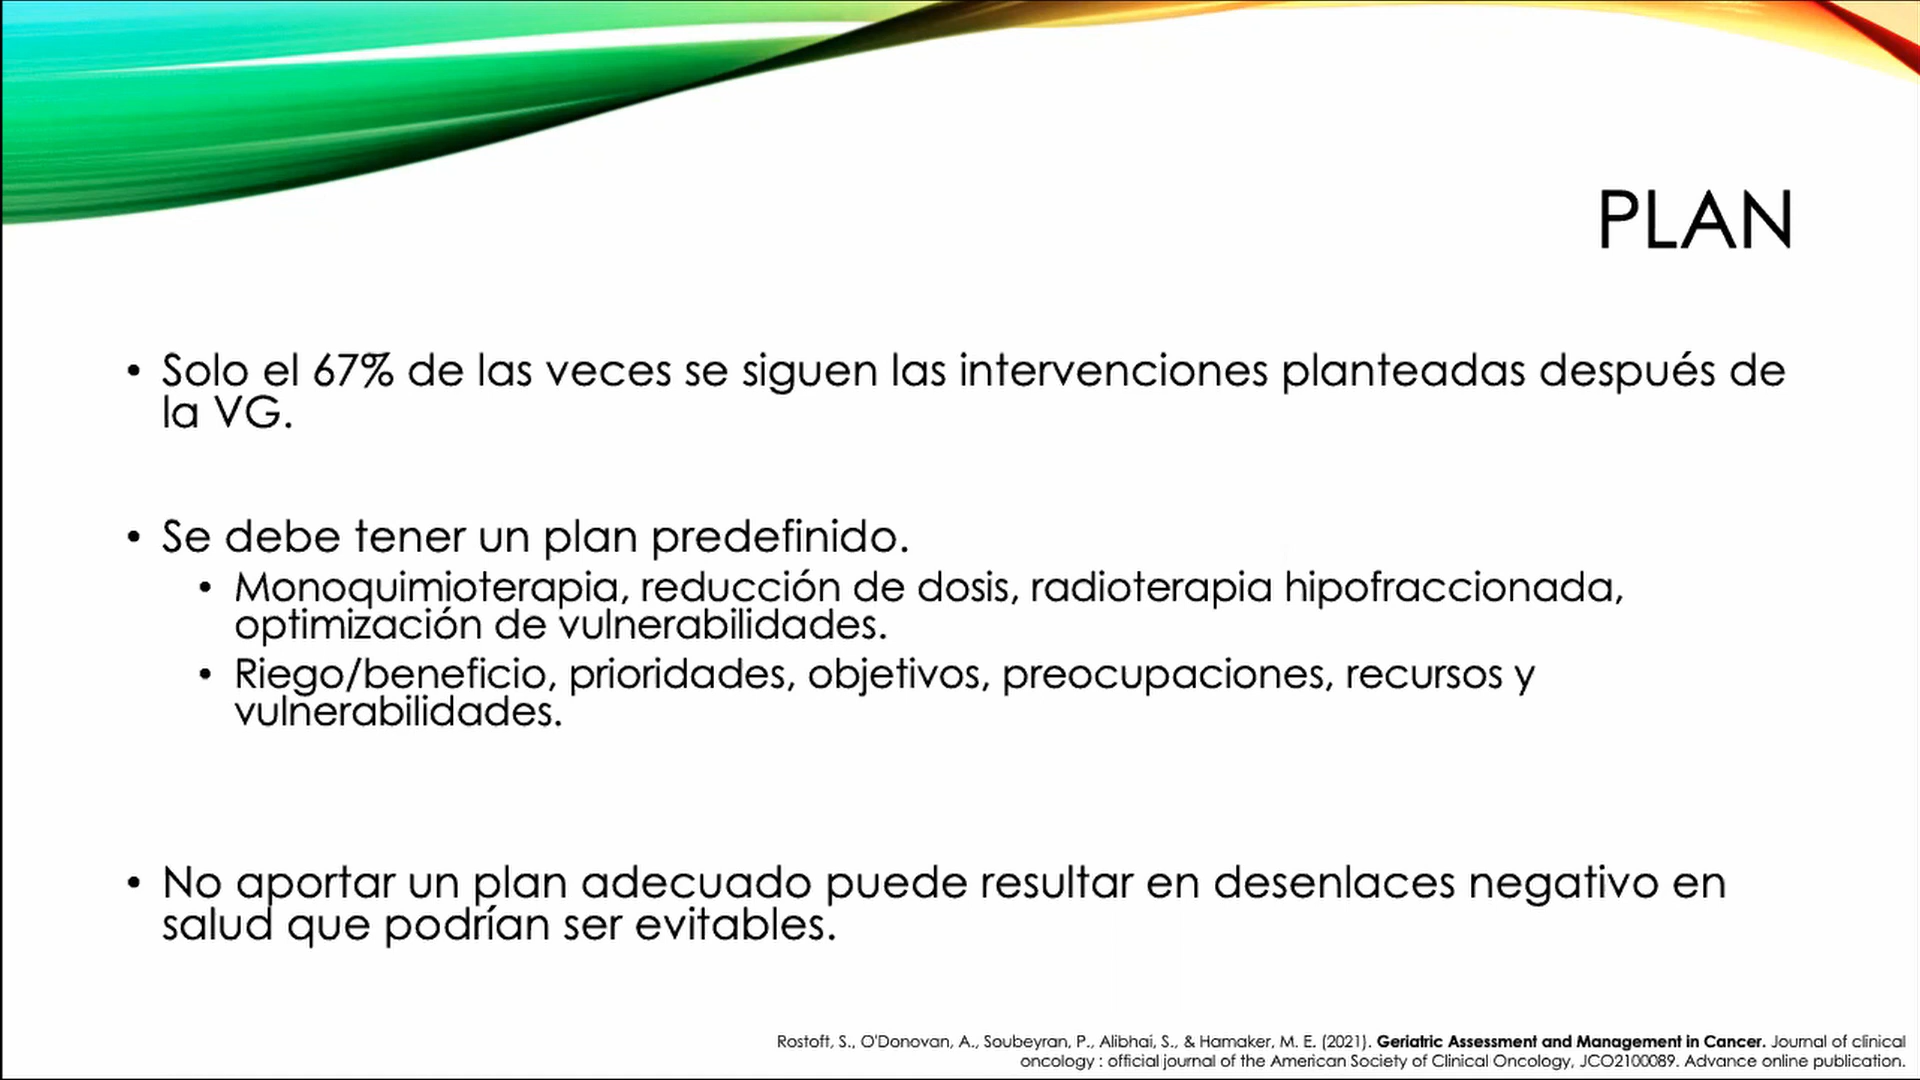 PLAN
• Solo el 67% de las veces se siguen las intervenciones planteadas después de
la VG.
• Se debe tener un plan predefinido.
• Monoquimioterapia, reducción de dosis, radioterapia hipofraccionada,
optimización de vulnerabilidades.
• Riego/beneficio, prioridades, objetivos, preocupaciones, recursos y
vulnerabilidades.
• No aportar un plan adecuado puede resultar en desenlaces negativo en
salud que podrían ser evitables.
Rostoft, S., O'Donovan, A., Soubeyran, P., Alibhai, S., & Hamaker, M. E. (2021). Geriatric Assessment and Management in Cancer. Journal of clinical
oncology : official journal of the American Society of Clinical Oncology, JCO2100089. Advance online publication.